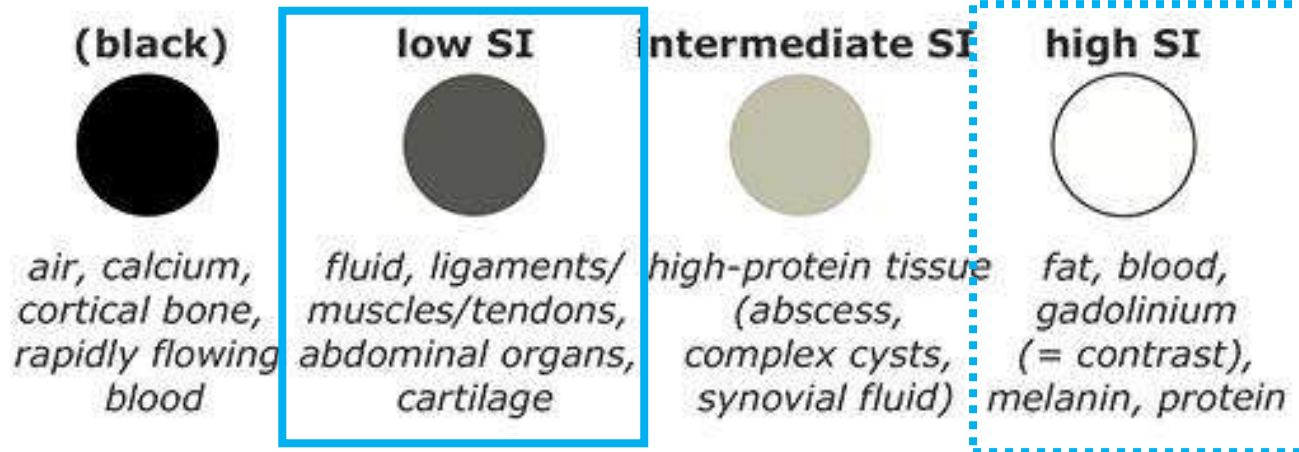 (black)
air, calcium,
cortical bone,
rapidly flowing
blood
low SI
fluid, ligaments/
muscles/tendons,
abdominal organs,
cartilage
intermediate SI
high-protein tissue
(abscess,
complex cysts,
synovial fluid)
high SI
fat, blood,
gadolinium
(= contrast),
melanin, protein